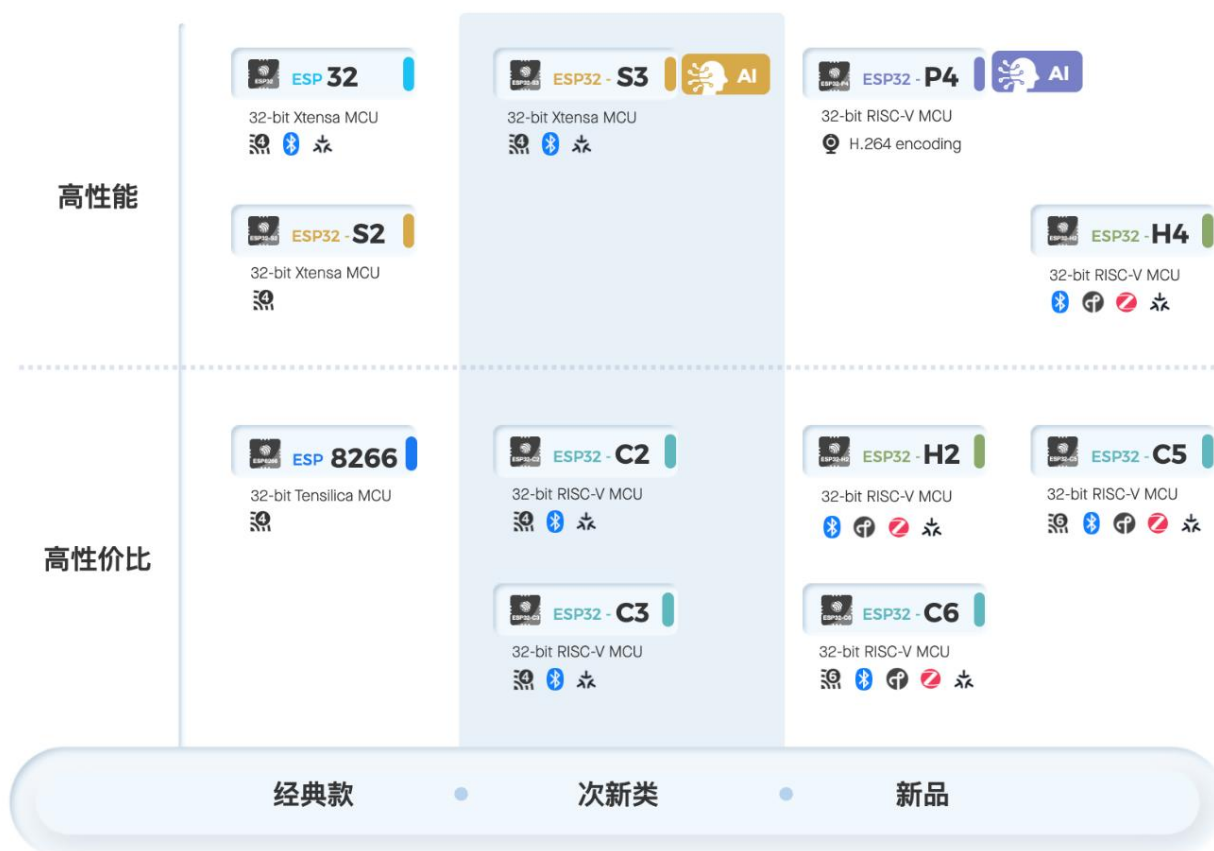 ESP 32
32-bit Xtensa MCU
ESP32 - S3
AI
32-bit Xtensa MCU
ESP32 - P4
AI
32-bit RISC-V MCU
H.264 encoding
高性能
ESP32 - S2
32-bit Xtensa MCU
ESP32 - H4
32-bit RISC-V MCU
ESP 8266
32-bit Tensilica MCU
ESP32 - C2
32-bit RISC-V MCU
ESP32 - H2
32-bit RISC-V MCU
ESP32 - C5
32-bit RISC-V MCU
高性价比
ESP32 - C3
32-bit RISC-V MCU
ESP32 - C6
32-bit RISC-V MCU
经典款
次新类
新品